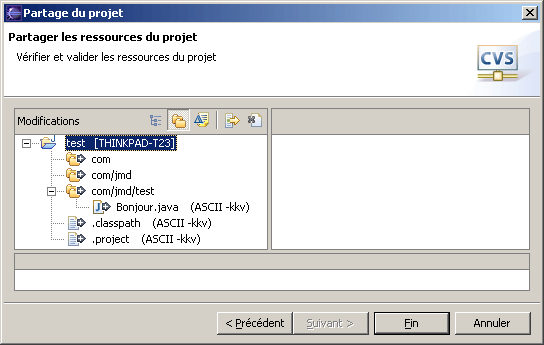 Partage du projet
Partager les ressources du projet
Vérifier et valider les ressources du projet
CVS
Modifications
test [THINKPAD-T23]
com
com/jmd
com/jmd/test
Bonjour.java (ASCII -kkv)
.classpath (ASCII -kkv)
.project (ASCII -kkv)
< Précédent
Suivant >
Fin
Annuler